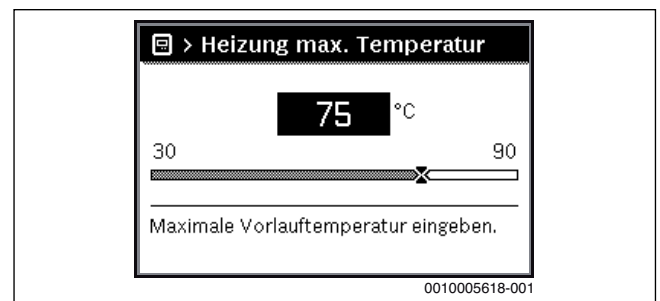 > Heizung max. Temperatur
75 °C
30 90
Maximale Vorlauftemperatur eingeben.
0010005618-001